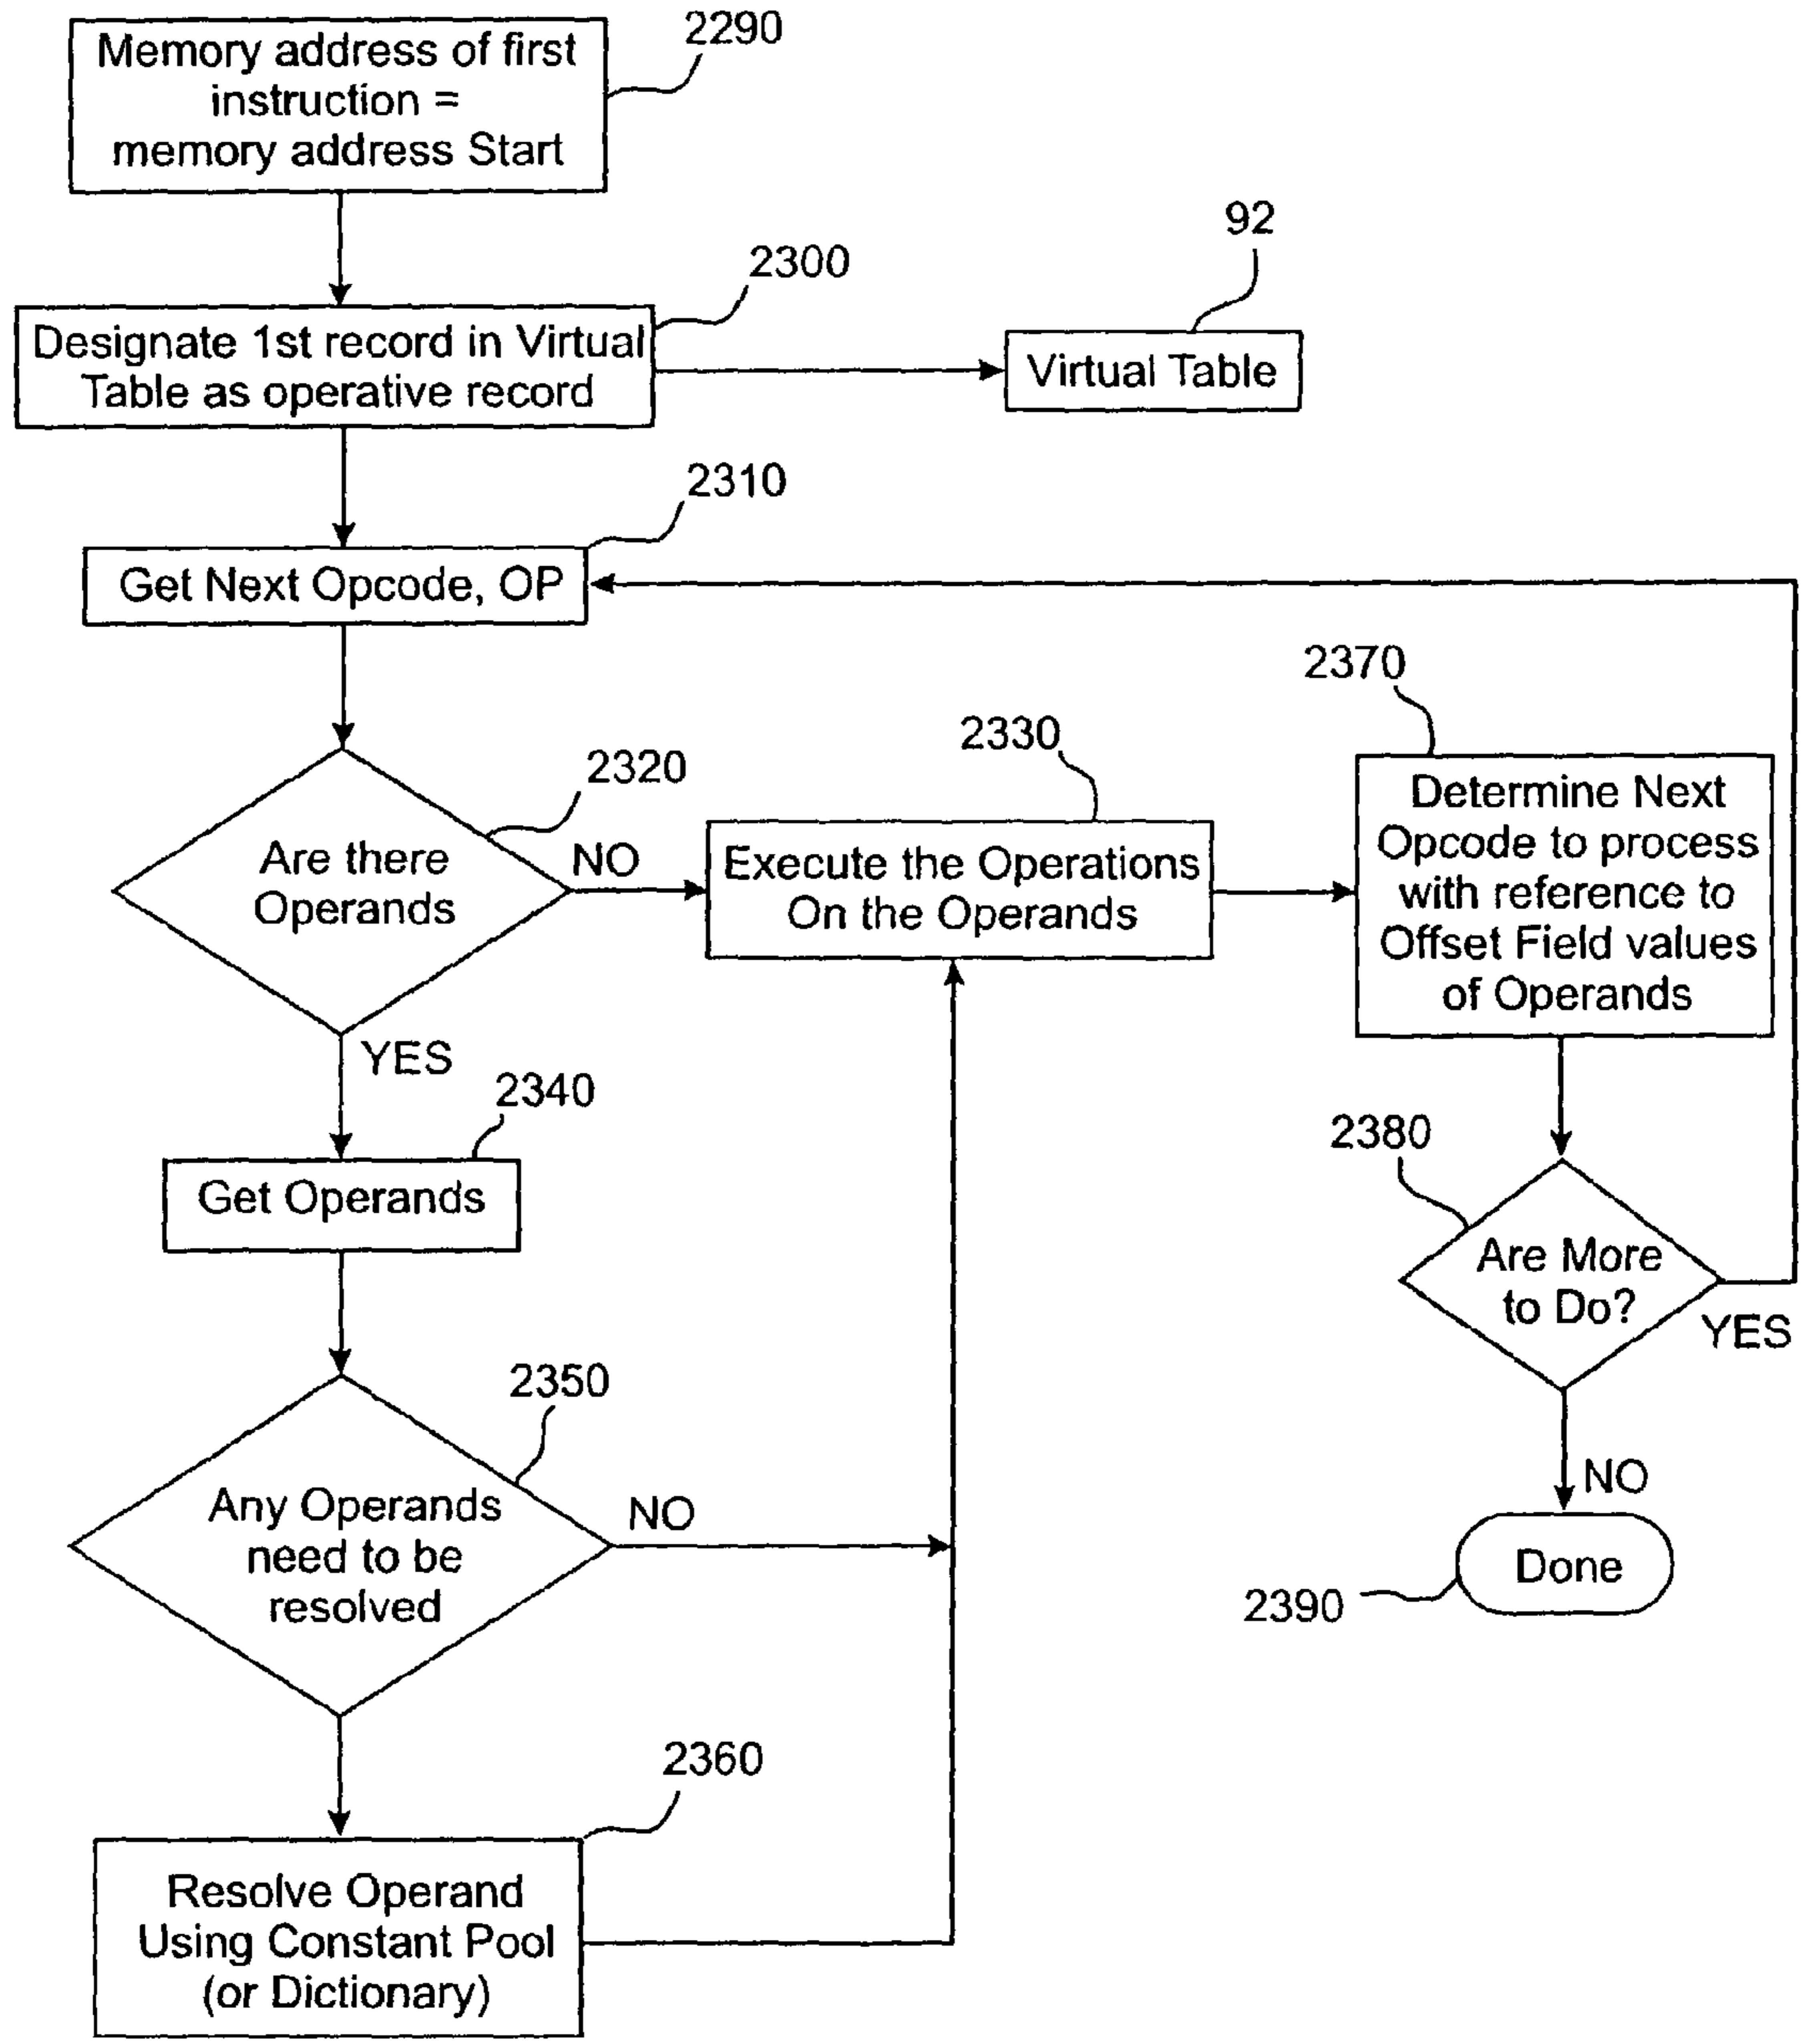 2290
Memory address of first
instruction =
memory address Start
2300
Designate 1st record in Virtual
Table as operative record
92
Virtual Table
2310
Get Next Opcode, OP
2320
Are there
Operands
NO
YES
2330
Execute the Operations
On the Operands
2370
Determine Next
Opcode to process
with reference to
Offset Field values
of Operands
2340
Get Operands
2380
Are More
to Do?
YES
NO
2350
Any Operands
need to be
resolved
NO
2390
Done
2360
Resolve Operand
Using Constant Pool
(or Dictionary)